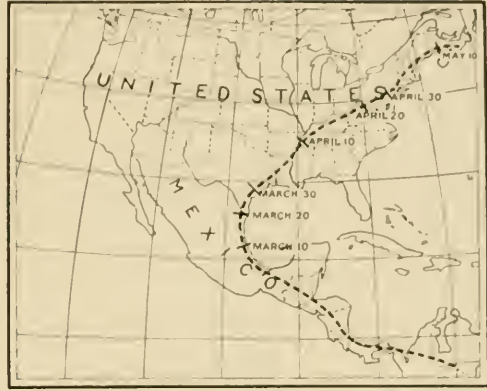 UNITED STATES
MEXICO
MAY 10
APRIL 30
APRIL 20
APRIL 10
MARCH 30
MARCH 20
MARCH 10